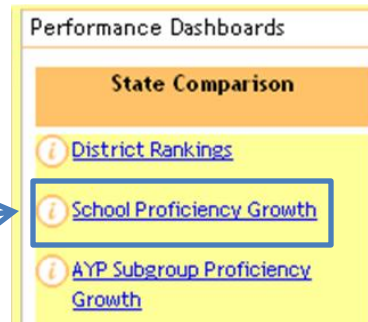 Performance Dashboards
State Comparison
District Rankings
School Proficiency Growth
AYP Subgroup Proficiency
Growth